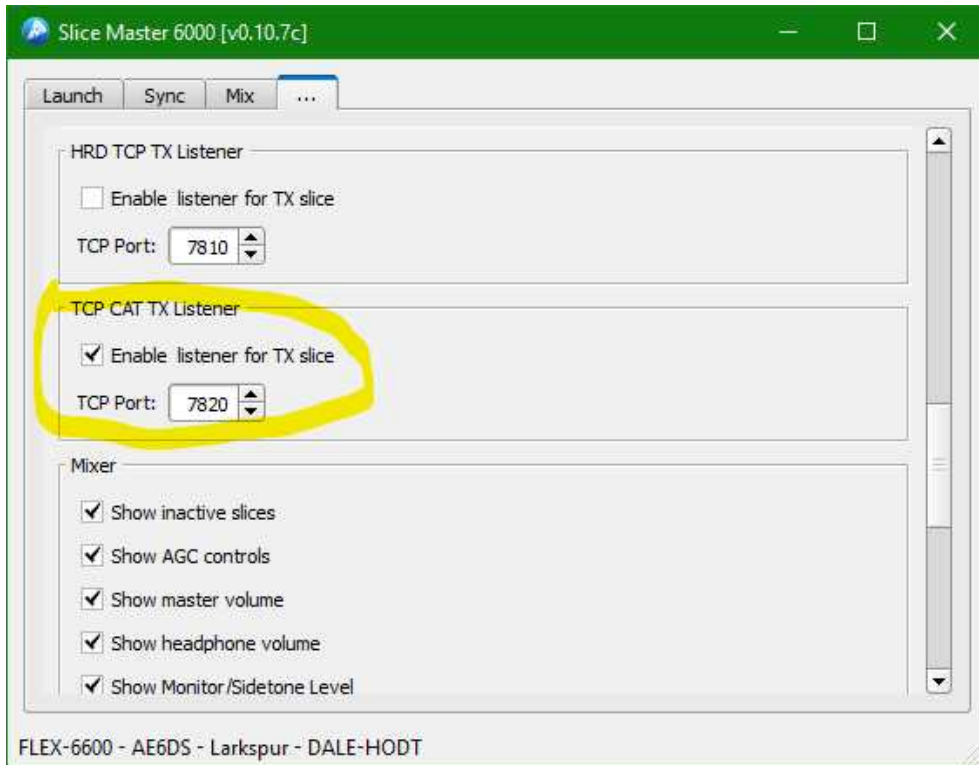 Slice Master 6000 [v0.10.7c]
Launch Sync Mix ...
HRD TCP TX Listener
Enable listener for TX slice
TCP Port: 7810
TCP CAT TX Listener
Enable listener for TX slice
TCP Port: 7820
Mixer
Show inactive slices
Show AGC controls
Show master volume
Show headphone volume
Show Monitor/Sidetone Level
FLEX-6600 - AE6DS - Larkspur - DALE-HODT